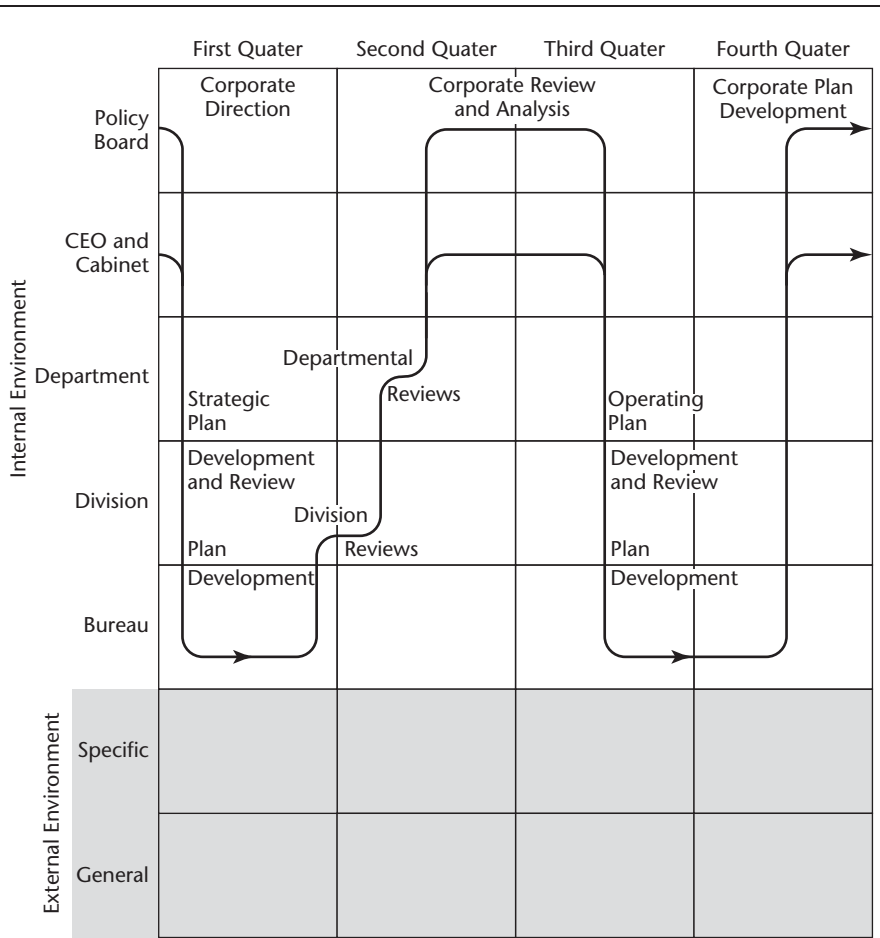 First Quater
Second Quater
Third Quater
Fourth Quater
Internal Environment
Policy
Board
Corporate
Direction
Corporate Review
and Analysis
Corporate Plan
Development
CEO and
Cabinet
Department
Departmental
Reviews
Strategic
Plan
Operating
Plan
Division
Development
and Review
Division
Reviews
Development
and Review
Plan
Plan
Bureau
Development
Development
External Environment
Specific
General